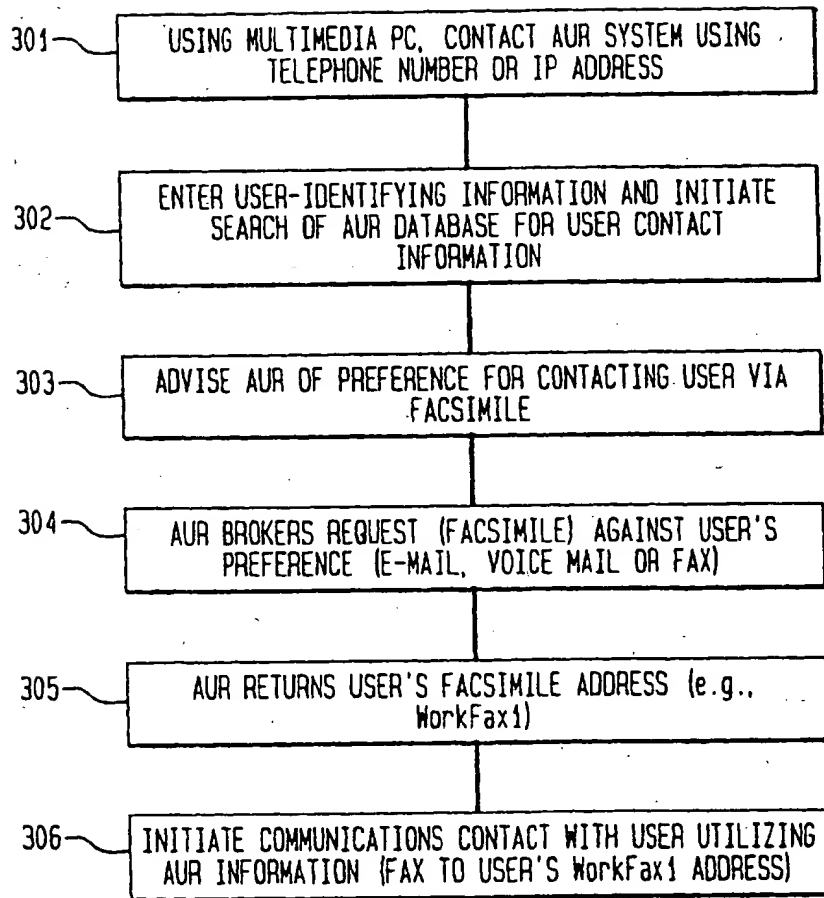 301
USING MULTIMEDIA PC, CONTACT AUR SYSTEM USING
TELEPHONE NUMBER OR IP ADDRESS
302
ENTER USER-IDENTIFYING INFORMATION AND INITIATE
SEARCH OF AUR DATABASE FOR USER CONTACT
INFORMATION
303
ADVISE AUR OF PREFERENCE FOR CONTACTING USER VIA
FACSIMILE
304
AUR BROKERS REQUEST (FACSIMILE) AGAINST USER'S
PREFERENCE (E-MAIL, VOICE MAIL OR FAX)
305
AUR RETURNS USER'S FACSIMILE ADDRESS (e.g.,
WorkFax1)
306
INITIATE COMMUNICATIONS CONTACT WITH USER UTILIZING
AUR INFORMATION (FAX TO USER'S WorkFax1 ADDRESS)